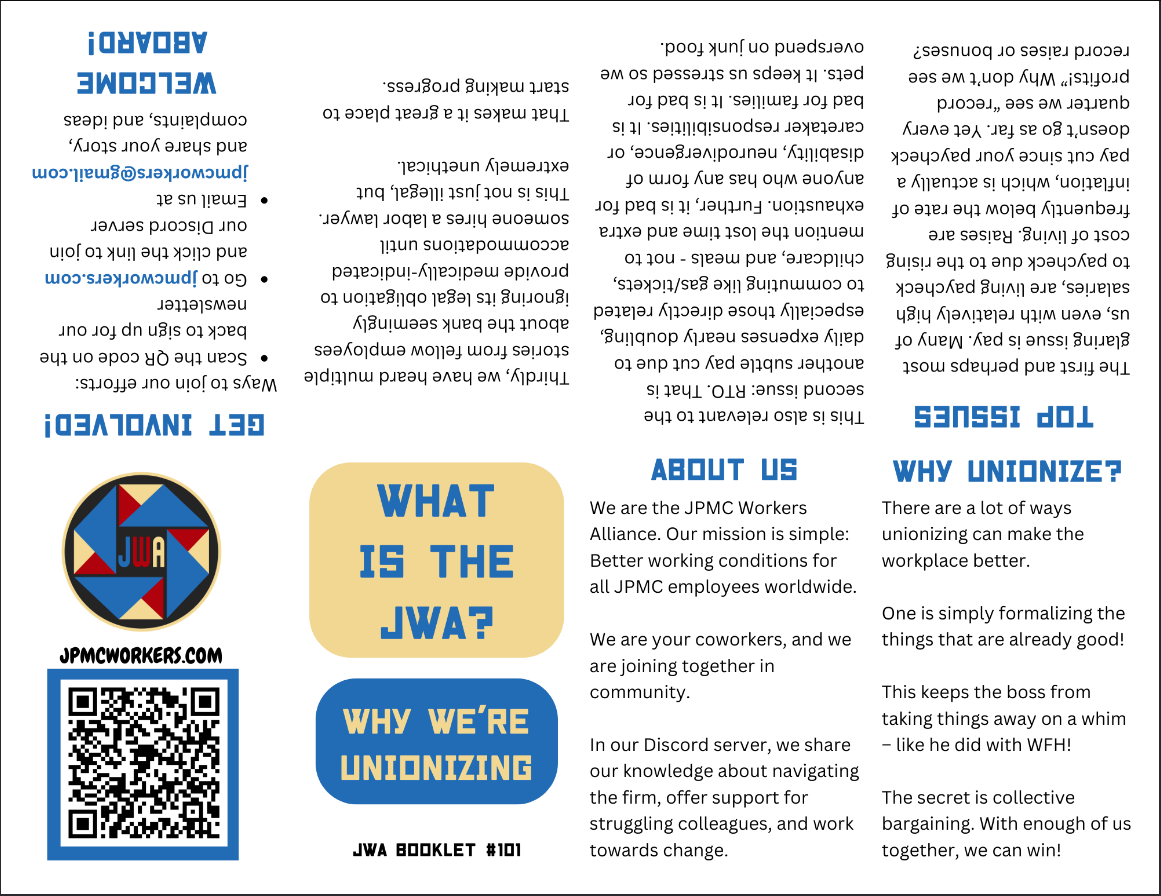 WHAT
IS THE
JWA?
WHY WE'RE
UNIONIZING
JWA BOOKLET #101
ABOUT US
We are the JPMC Workers
Alliance. Our mission is simple:
Better working conditions for
all JPMC employees worldwide.
We are your coworkers, and we
are joining together in
community.
In our Discord server, we share
our knowledge about navigating
the firm, offer support for
struggling colleagues, and work
towards change.
WHY UNIONIZE?
There are a lot of ways
unionizing can make the
workplace better.
One is simply formalizing the
things that are already good!
This keeps the boss from
taking things away on a whim
– like he did with WFH!
The secret is collective
bargaining. With enough of us
together, we can win!
TOP ISSUES
The first and perhaps most
glaring issue is pay. Many of
us, even with relatively high
salaries, are living paycheck
to paycheck due to the rising
cost of living. Raises are
frequently below the rate of
inflation, which is actually a
pay cut since your paycheck
doesn't go as far. Yet every
quarter we see "record
profits!" Why don't we see
record raises or bonuses?
This is also relevant to the
second issue: RTO. That is
another subtle pay cut due to
daily expenses nearly doubling,
especially those directly related
to commuting like gas/tickets,
childcare, and meals - not to
mention the lost time and extra
exhaustion. Further, it is bad for
anyone who has any form of
disability, neurodivergence, or
caretaker responsibilities. It is
bad for families. It is bad for
pets. It keeps us stressed so we
overspend on junk food.
Thirdly, we have heard multiple
stories from fellow employees
about the bank seemingly
ignoring its legal obligation to
provide medically-indicated
accommodations until
someone hires a labor lawyer.
This is not just illegal, but
extremely unethical.
That makes it a great place to
start making progress.
GET INVOLVED!
Ways to join our efforts:
• Scan the QR code on the
back to sign up for our
newsletter
• Go to jpmcworkers.com
and click the link to join
our Discord server
• Email us at
jpmcworkers@gmail.com
and share your story,
complaints, and ideas
WELCOME
ABOARD!
JWA
JPMCWORKERS.COM